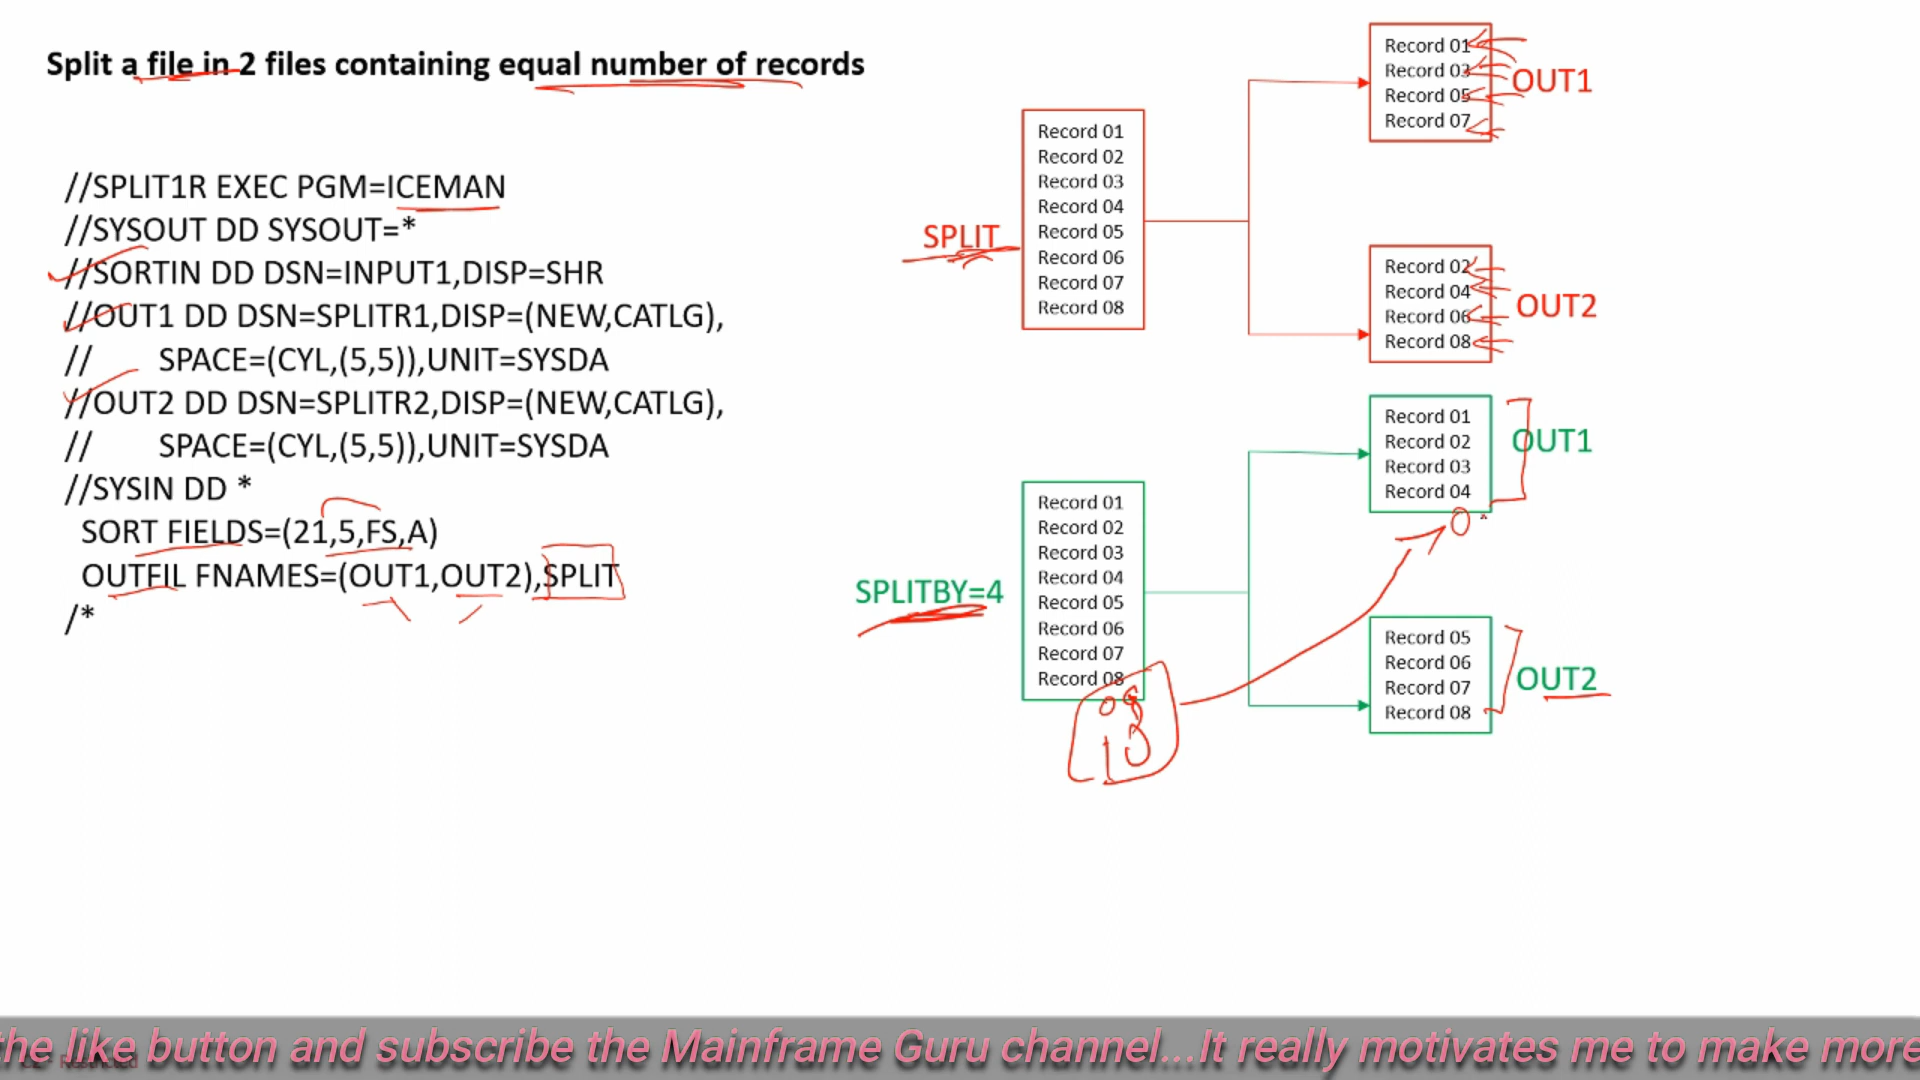 Split a file in 2 files containing equal number of records
//SPLIT1R EXEC PGM=ICEMAN
//SYSOUT DD SYSOUT=*
//SORTIN DD DSN=INPUT1,DISP=SHR
//OUT1 DD DSN=SPLITR1,DISP=(NEW,CATLG),
// SPACE=(CYL,(5,5)),UNIT=SYSDA
//OUT2 DD DSN=SPLITR2,DISP=(NEW,CATLG),
// SPACE=(CYL,(5,5)),UNIT=SYSDA
//SYSIN DD *
SORT FIELDS=(21,5,FS,A)
OUTFIL FNAMES=(OUT1,OUT2),SPLIT
/*
SPLIT
Record 01
Record 02
Record 03
Record 04
Record 05
Record 06
Record 07
Record 08
Record 01
Record 03
Record 05
Record 07
OUT1
Record 02
Record 04
Record 06
Record 08
OUT2
SPLITBY=4
Record 01
Record 02
Record 03
Record 04
Record 05
Record 06
Record 07
Record 08
Record 01
Record 02
Record 03
Record 04
OUT1
Record 05
Record 06
Record 07
Record 08
OUT2
the like button and subscribe the Mainframe Guru channel...It really motivates me to make more
Restricted